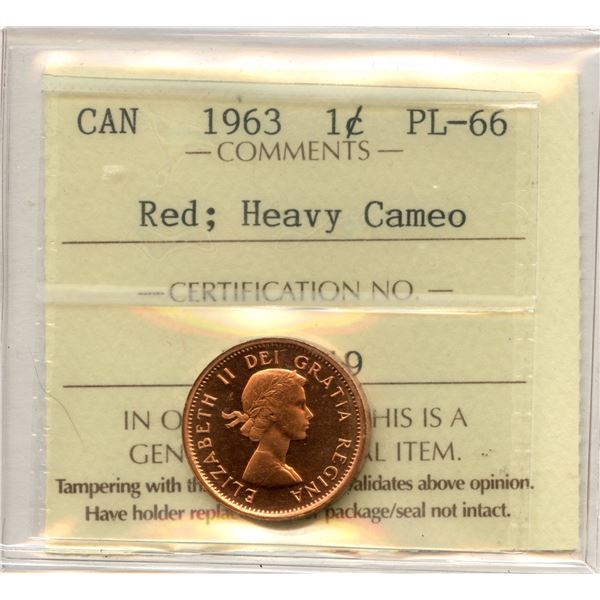 CAN 1963 1¢ PL-66
— COMMENTS —
Red; Heavy Cameo
— CERTIFICATION NO. —
9
IN O HIS IS A
GEN AL ITEM.
Tampering with th validates above opinion.
Have holder repla package/seal not intact.
ELIZABETH II DEI GRATIA REGINA